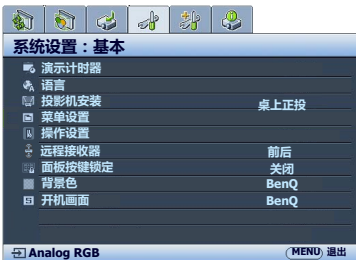 系统设置：基本
演示计时器
语言
投影机安装 桌上正投
菜单设置
操作设置
远程接收器 前后
面板按键锁定 关闭
背景色 BenQ
开机画面 BenQ
Analog RGB MENU 退出